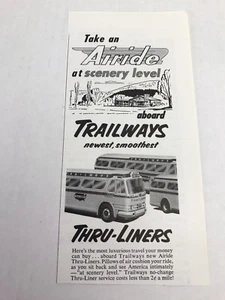 Take an
Airide
at scenery level
aboard
TRAILWAYS
newest, smoothest
THRU-LINERS
Here's the most luxurious travel your money
can buy . . . aboard Trailways new Airide
Thru-Liners. Pillows of air cushion your ride,
as you sit back and see America intimately
—"at scenery level." Trailways no-change
Thru-Liner service costs less than 2¢ a mile!